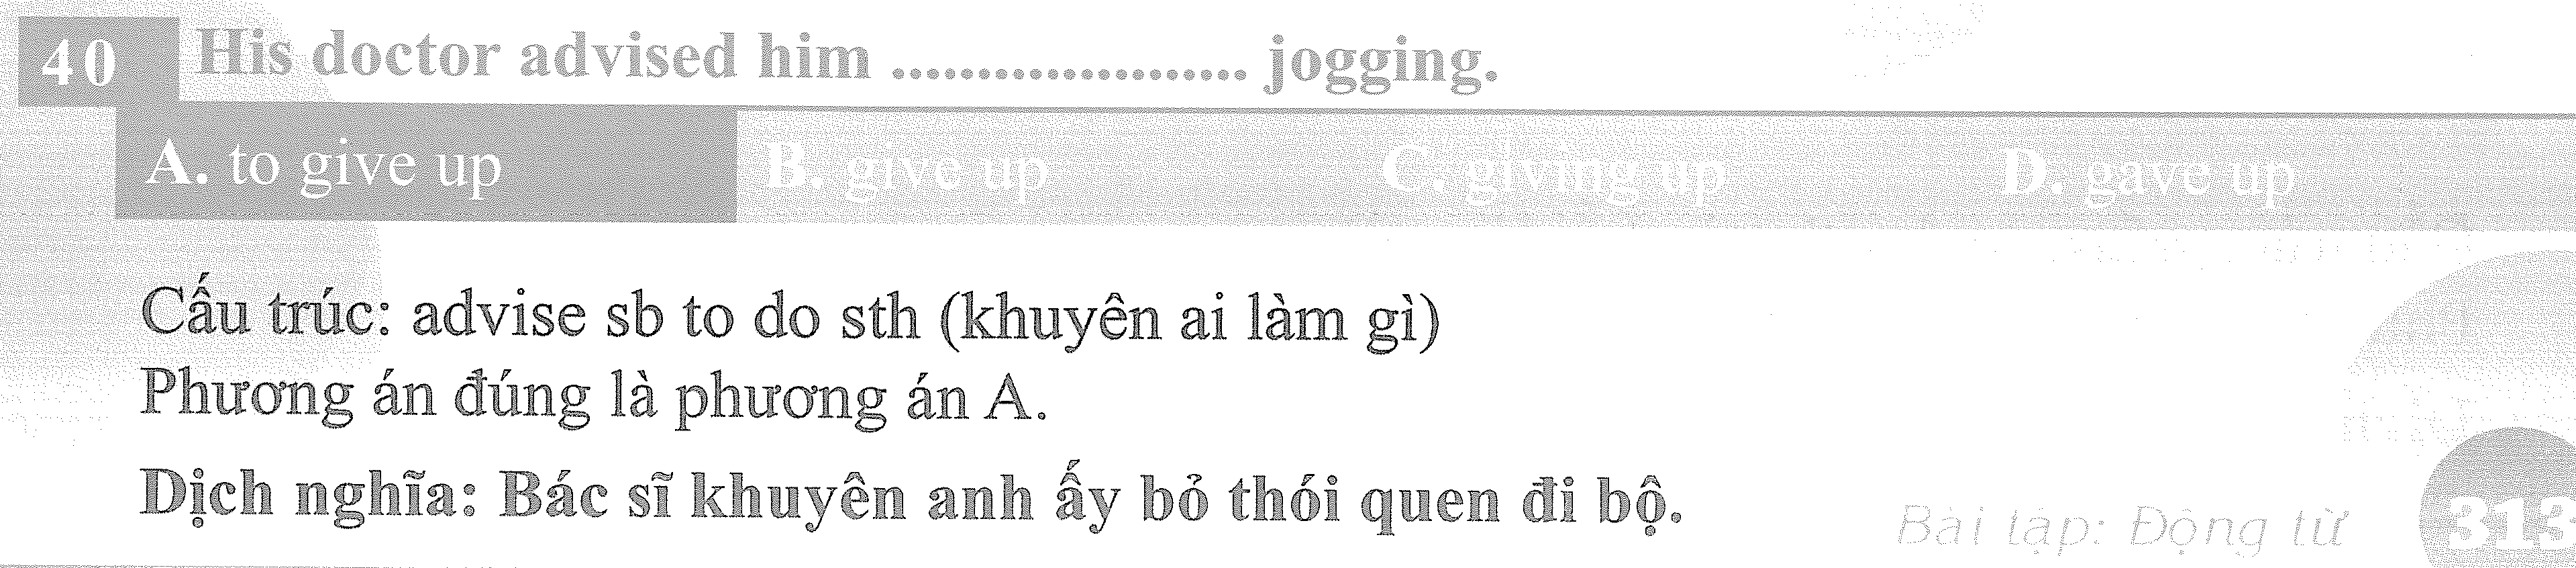 40 His doctor advised him ..................... jogging.
A. to give up B. give up C. giving up D. gave up
Cấu trúc: advise sb to do sth (khuyên ai làm gì)
Phương án đúng là phương án A.
Dịch nghĩa: Bác sĩ khuyên anh ấy bỏ thói quen đi bộ.
Bài tập: Động từ 313